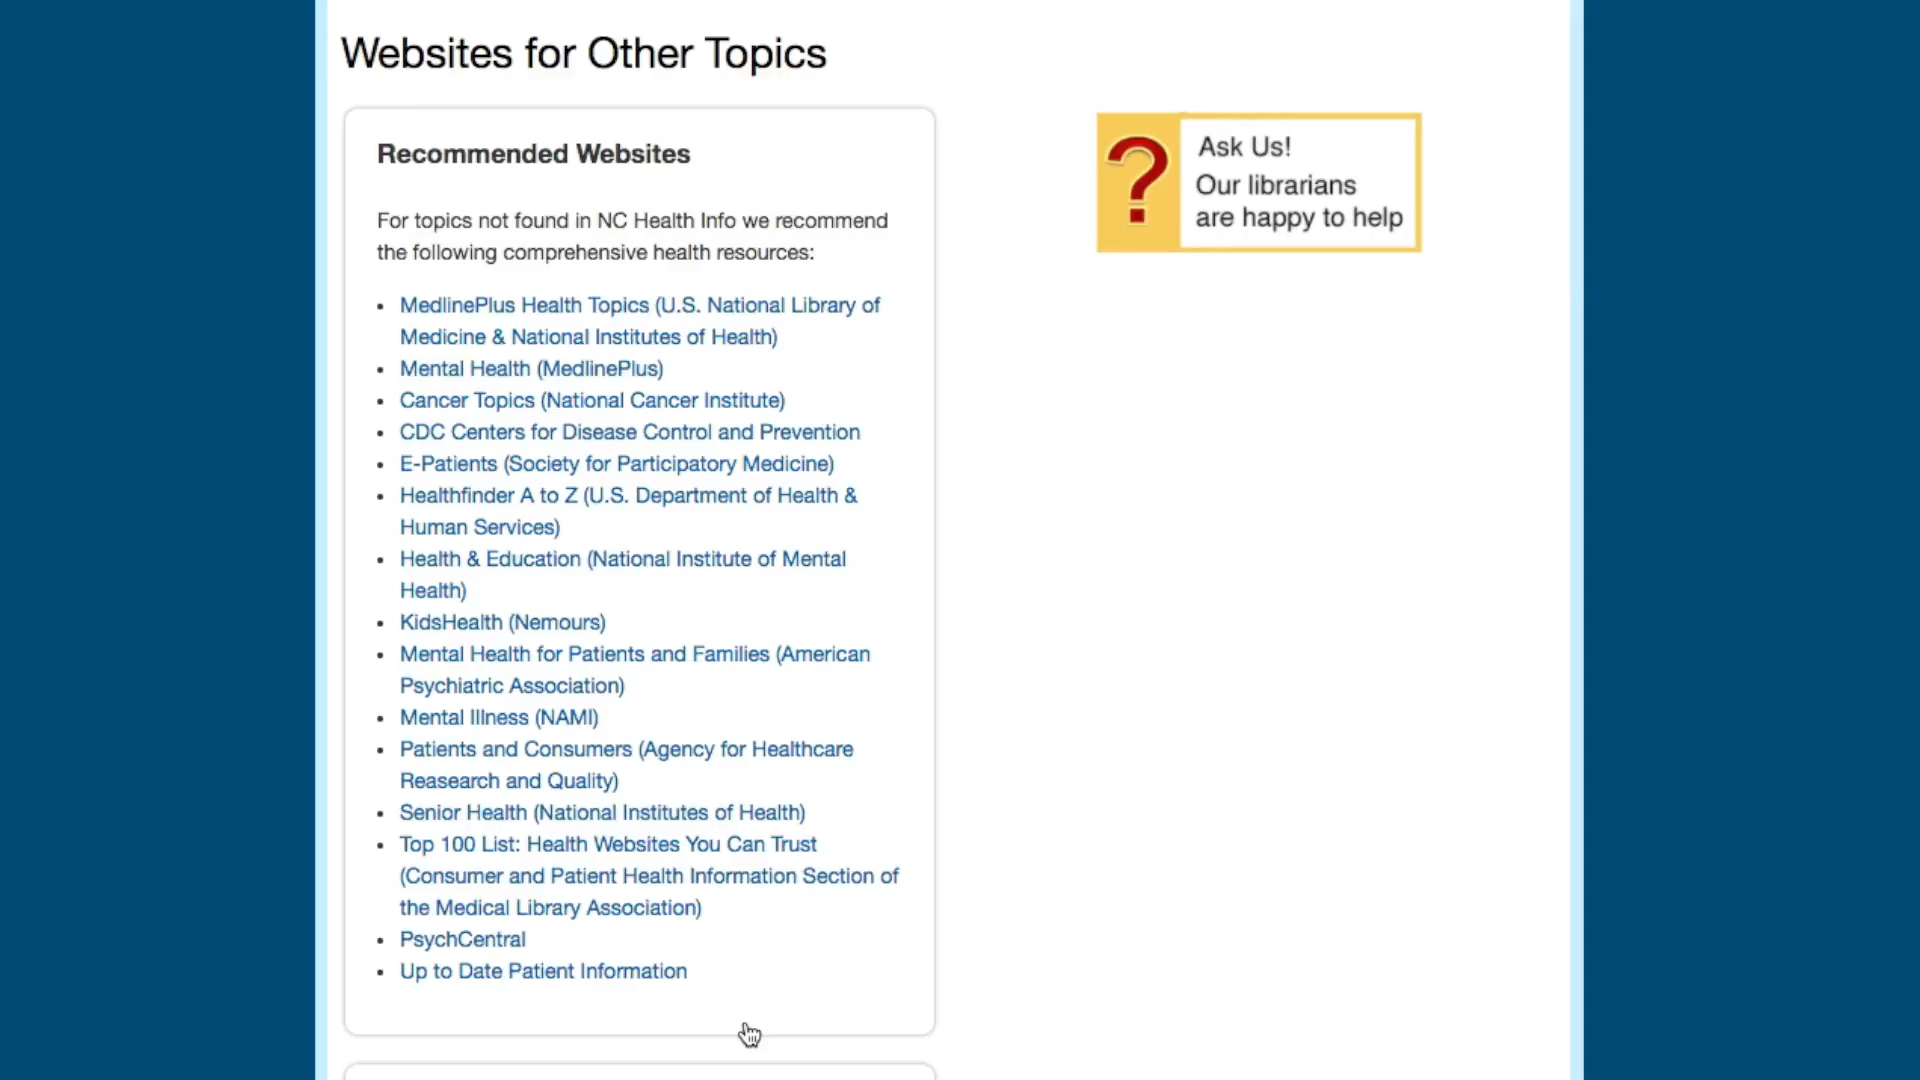 Websites for Other Topics
Recommended Websites
For topics not found in NC Health Info we recommend
the following comprehensive health resources:
MedlinePlus Health Topics (U.S. National Library of
Medicine & National Institutes of Health)
Mental Health (MedlinePlus)
Cancer Topics (National Cancer Institute)
CDC Centers for Disease Control and Prevention
E-Patients (Society for Participatory Medicine)
Healthfinder A to Z (U.S. Department of Health &
Human Services)
Health & Education (National Institute of Mental
Health)
KidsHealth (Nemours)
Mental Health for Patients and Families (American
Psychiatric Association)
Mental Illness (NAMI)
Patients and Consumers (Agency for Healthcare
Reasearch and Quality)
Senior Health (National Institutes of Health)
Top 100 List: Health Websites You Can Trust
(Consumer and Patient Health Information Section of
the Medical Library Association)
PsychCentral
Up to Date Patient Information
?
Ask Us!
Our librarians
are happy to help